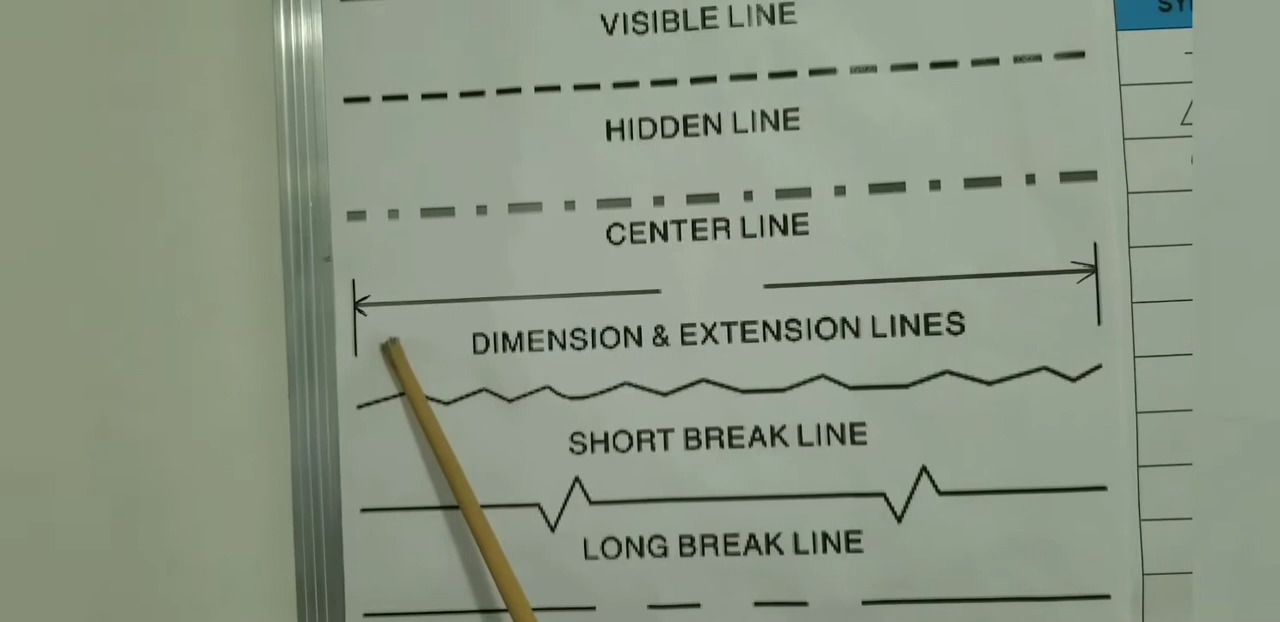 VISIBLE LINE
HIDDEN LINE
CENTER LINE
DIMENSION & EXTENSION LINES
SHORT BREAK LINE
LONG BREAK LINE